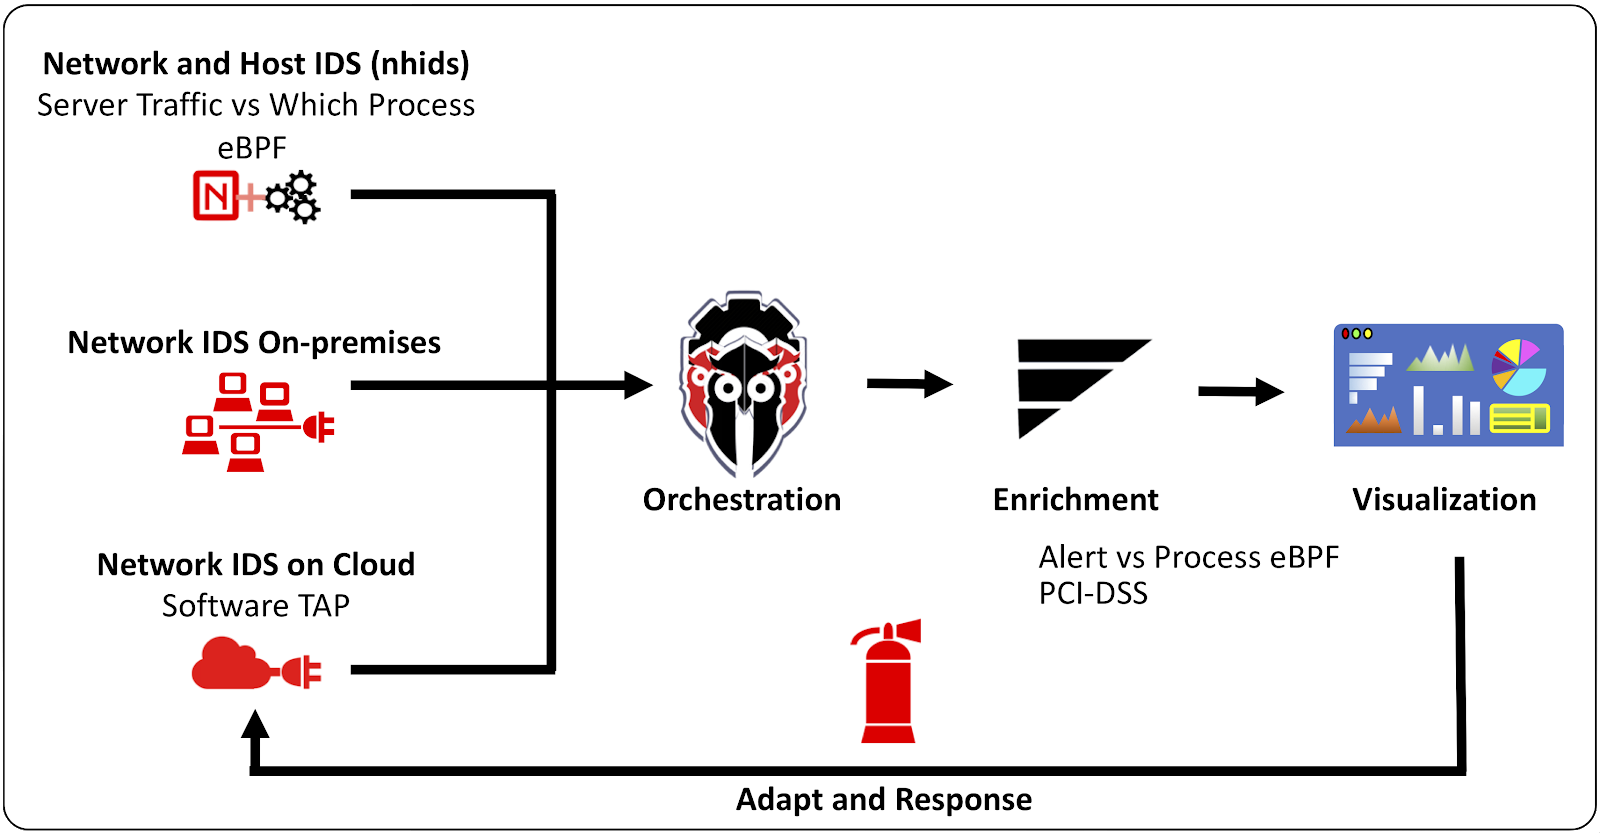 Network and Host IDS (nhids)
Server Traffic vs Which Process
eBPF
N
Network IDS On-premises
Network IDS on Cloud
Software TAP
Orchestration
Enrichment
Visualization
Alert vs Process eBPF
PCI-DSS
Adapt and Response